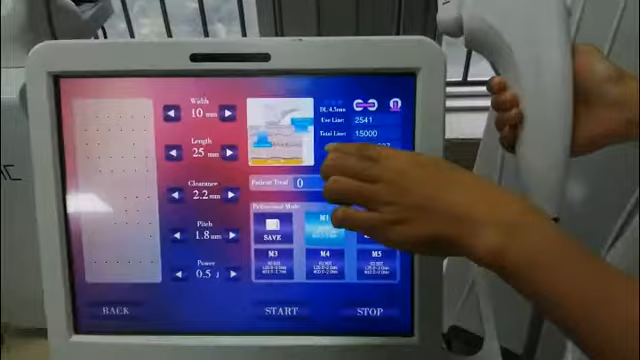 Width
10 mm
Length
25 mm
Clearance
2.2 mm
Pitch
1.8 mm
Power
0.5 J
DL 4.5mm
Use Line: 2541
Total Line: 15000
Patient Treat 0
Professional Mode
SAVE
M1
M3
M4
M5
BACK
START
STOP